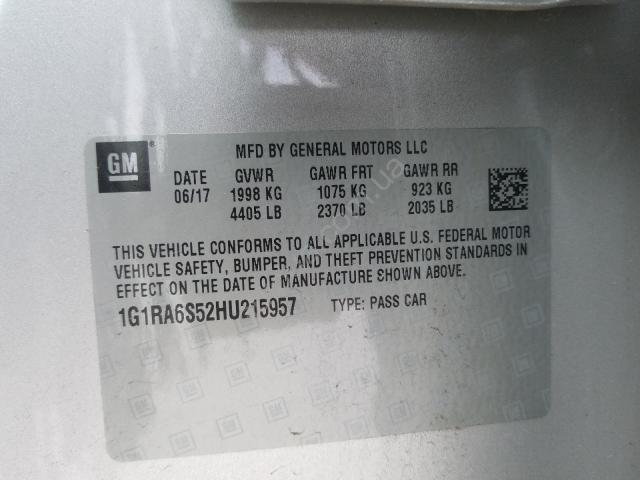 MFD BY GENERAL MOTORS LLC
GM ®
DATE GVWR GAWR FRT GAWR RR
06/17 1998 KG 1075 KG 923 KG
4405 LB 2370 LB 2035 LB
THIS VEHICLE CONFORMS TO ALL APPLICABLE U.S. FEDERAL MOTOR
VEHICLE SAFETY, BUMPER, AND THEFT PREVENTION STANDARDS IN
EFFECT ON THE DATE OF MANUFACTURE SHOWN ABOVE.
1G1RA6S52HU215957 TYPE: PASS CAR